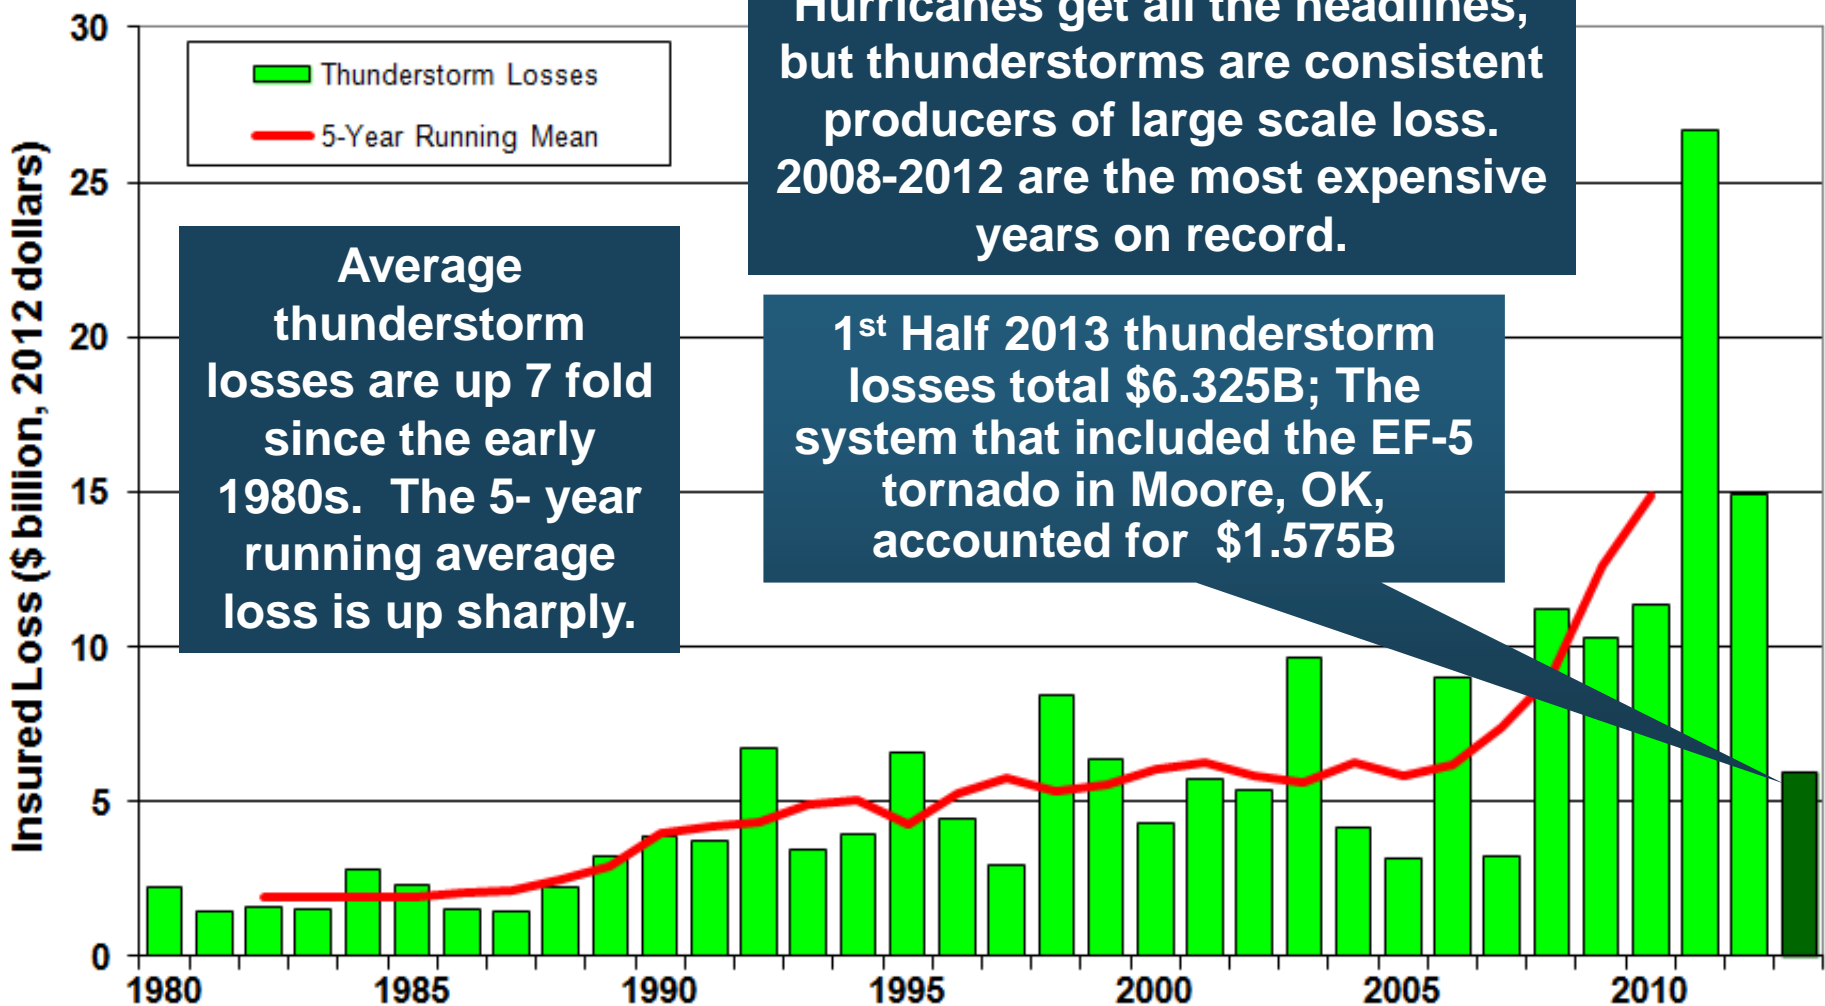 Hurricanes get all the headlines,
but thunderstorms are consistent
producers of large scale loss.
2008-2012 are the most expensive
years on record.
Thunderstorm Losses
5-Year Running Mean
Average
thunderstorm
losses are up 7 fold
since the early
1980s. The 5- year
running average
loss is up sharply.
1st Half 2013 thunderstorm
losses total $6.325B; The
system that included the EF-5
tornado in Moore, OK,
accounted for $1.575B
Insured Loss ($ billion, 2012 dollars)
30
25
20
15
10
5
0
1980 1985 1990 1995 2000 2005 2010